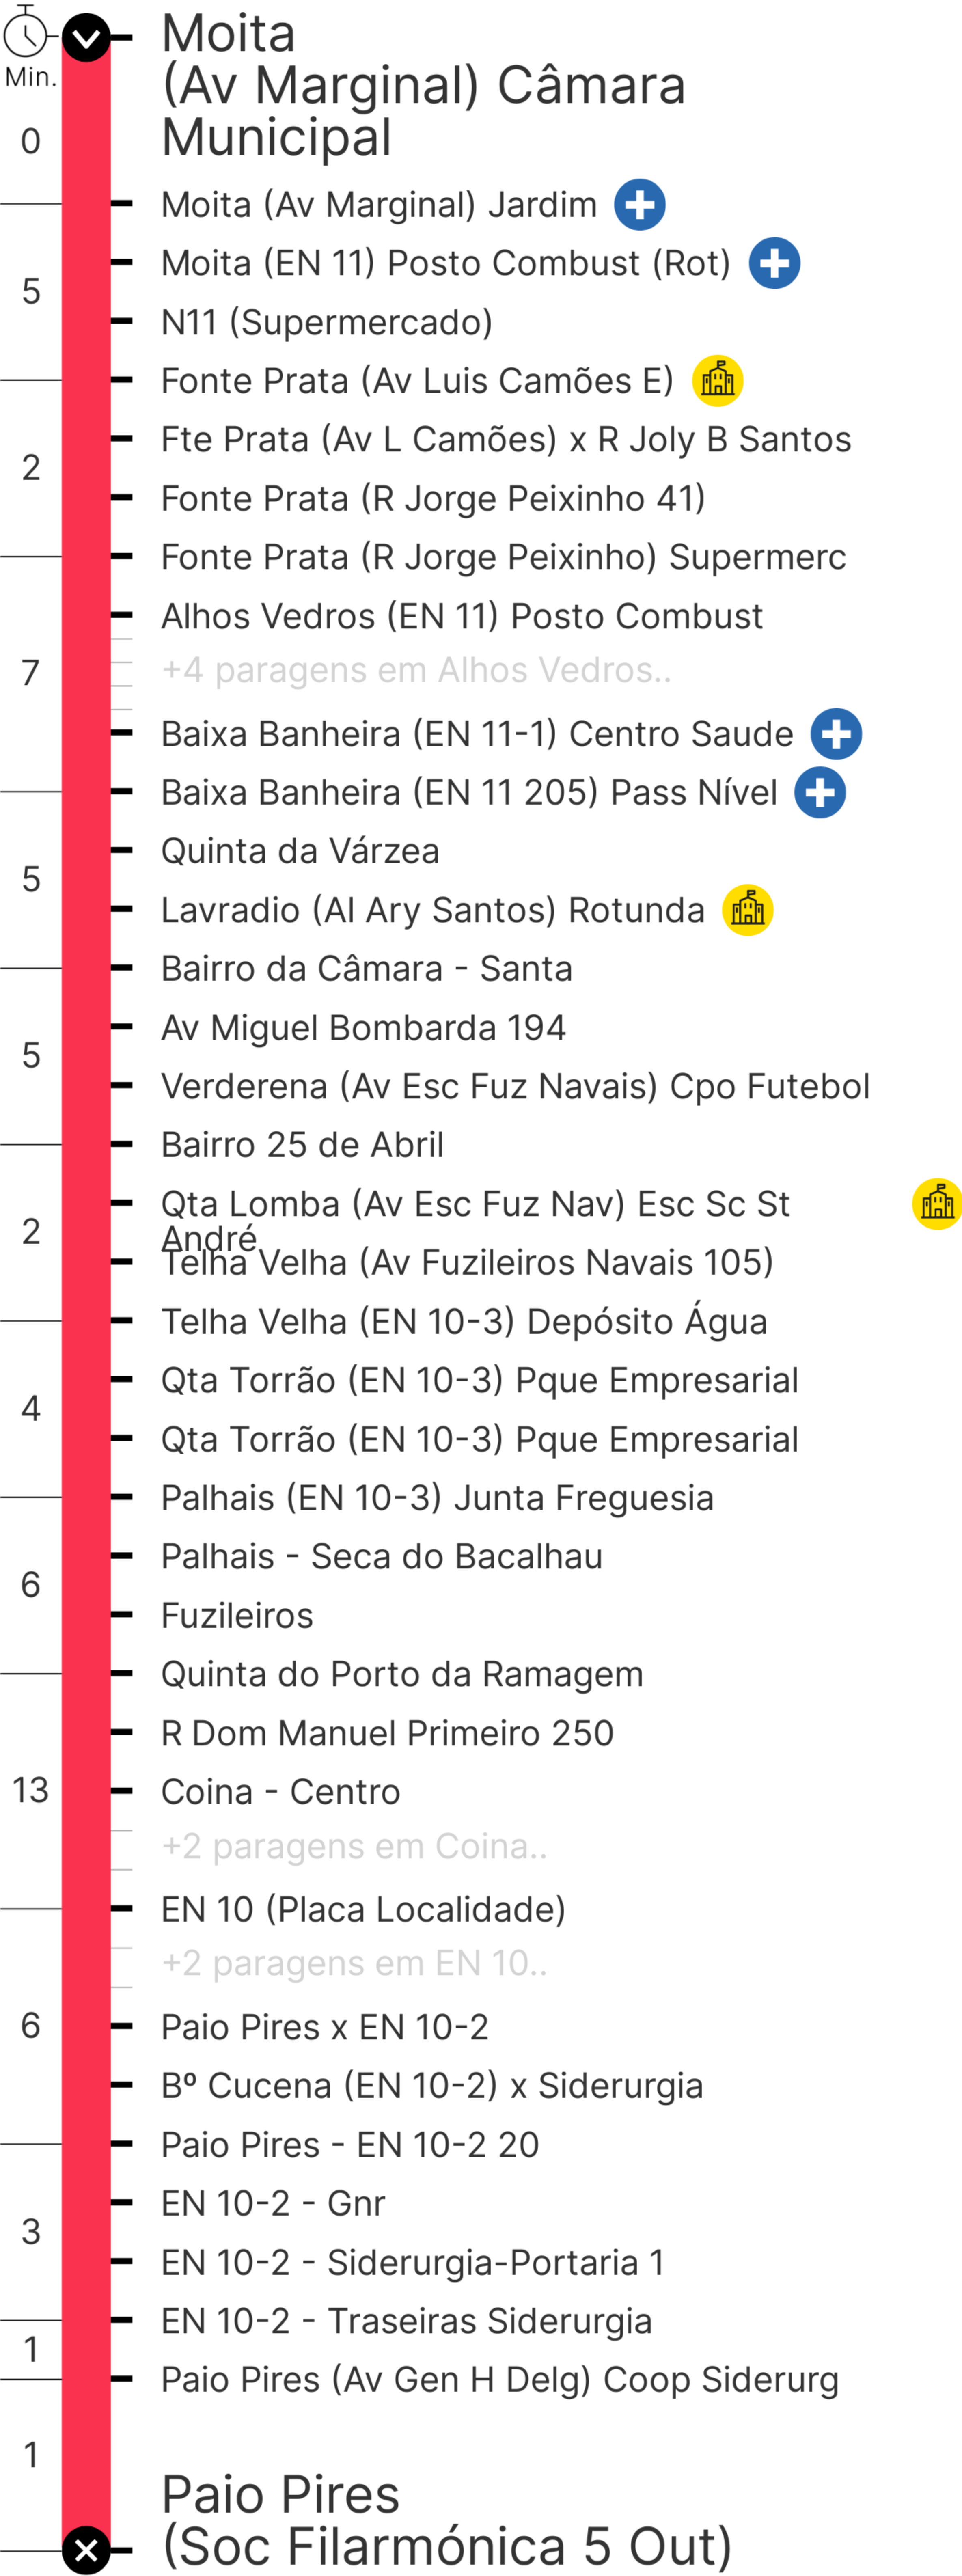 Moita
Min.
(Av Marginal) Câmara
0
Municipal
Moita (Av Marginal) Jardim
Moita (EN 11) Posto Combust (Rot)
5
N11 (Supermercado)
Fonte Prata (Av Luis Camões E)
Fte Prata (Av L Camões) x R Joly B Santos
2
Fonte Prata (R Jorge Peixinho 41)
Fonte Prata (R Jorge Peixinho) Supermerc
Alhos Vedros (EN 11) Posto Combust
7
+4 paragens em Alhos Vedros..
Baixa Banheira (EN 11-1) Centro Saude
Baixa Banheira (EN 11 205) Pass Nível
Quinta da Várzea
5
Lavradio (Al Ary Santos) Rotunda
Bairro da Câmara - Santa
Av Miguel Bombarda 194
5
Verderena (Av Esc Fuz Navais) Cpo Futebol
Bairro 25 de Abril
Qta Lomba (Av Esc Fuz Nav) Esc Sc St
André
2
Telha Velha (Av Fuzileiros Navais 105)
Telha Velha (EN 10-3) Depósito Água
Qta Torrão (EN 10-3) Pque Empresarial
4
Qta Torrão (EN 10-3) Pque Empresarial
Palhais (EN 10-3) Junta Freguesia
Palhais - Seca do Bacalhau
6
Fuzileiros
Quinta do Porto da Ramagem
R Dom Manuel Primeiro 250
13
Coina - Centro
+2 paragens em Coina..
EN 10 (Placa Localidade)
+2 paragens em EN 10..
6
Paio Pires x EN 10-2
Bº Cucena (EN 10-2) x Siderurgia
Paio Pires - EN 10-2 20
EN 10-2 - Gnr
3
EN 10-2 - Siderurgia-Portaria 1
EN 10-2 - Traseiras Siderurgia
1
Paio Pires (Av Gen H Delg) Coop Siderurg
1
Paio Pires
(Soc Filarmónica 5 Out)